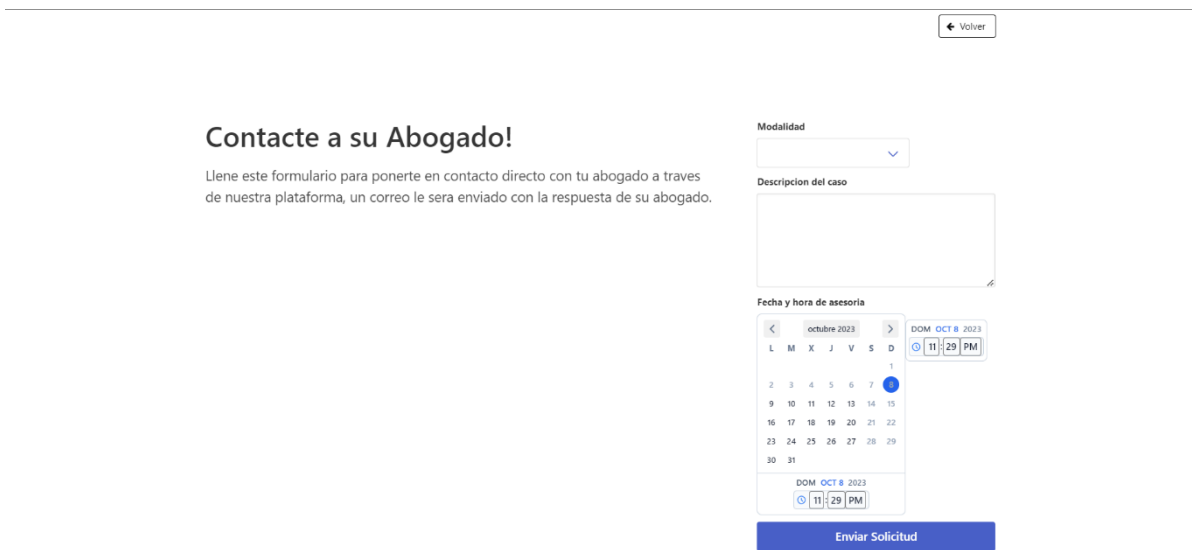 Volver
Contacte a su Abogado!
Llene este formulario para ponerte en contacto directo con tu abogado a traves
de nuestra plataforma, un correo le sera enviado con la respuesta de su abogado.
Modalidad
Descripcion del caso
Fecha y hora de asesoria
octubre 2023
L M X J V S D
1
2 3 4 5 6 7 8
9 10 11 12 13 14 15
16 17 18 19 20 21 22
23 24 25 26 27 28 29
30 31
DOM OCT 8 2023
11 : 29 PM
DOM OCT 8 2023
11 : 29 PM
Enviar Solicitud